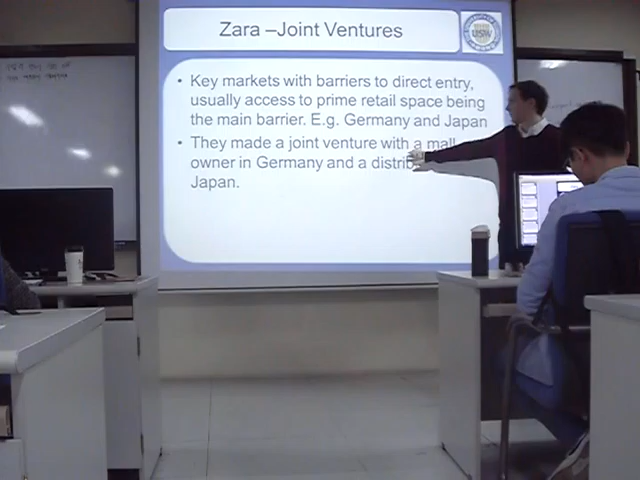 Zara –Joint Ventures
USW
• Key markets with barriers to direct entry,
usually access to prime retail space being
the main barrier. E.g. Germany and Japan
• They made a joint venture with a mall
owner in Germany and a
Japan.